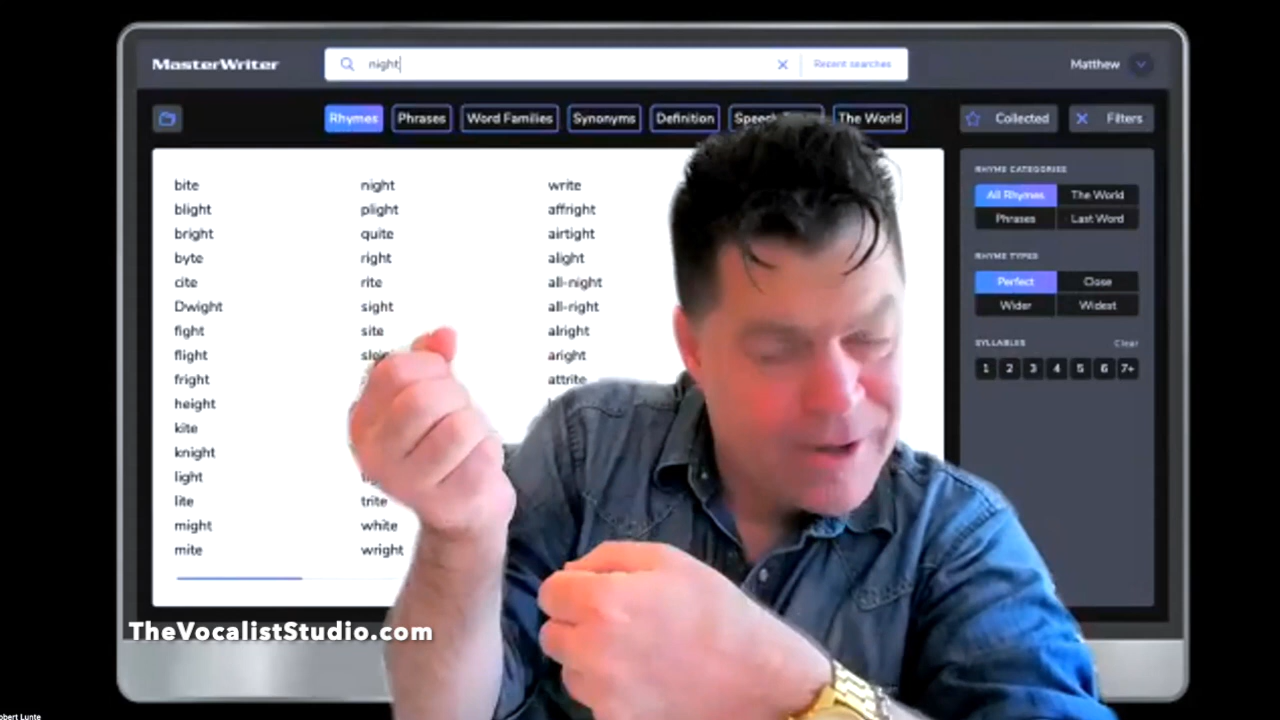 MasterWriter
night
Recent searches
Matthew
Rhymes
Phrases
Word Families
Synonyms
Definition
The World
Collected
Filters
bite night write
blight plight affright
bright quite airtight
byte right alight
cite rite all-night
Dwight sight all-right
fight site alright
flight aright
fright attrite
height
kite
knight
light
lite trite
might white
mite wright
RHYME CATEGORIES
All Rhymes The World
Phrases Last Word
RHYME TYPES
Perfect Close
Wider Widest
SYLLABLES Clear
1 2 3 4 5 6 7+
TheVocalistStudio.com
obert Lunte